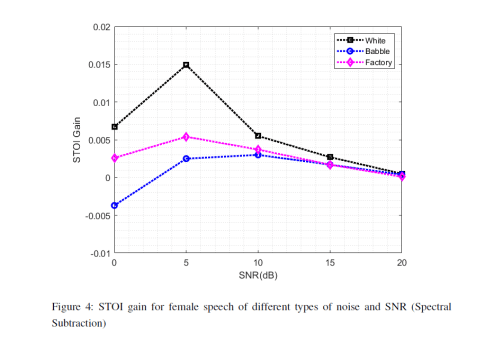 0.02
0.015
0.01
0.005
0
-0.005
-0.01
STOI Gain
White
Babble
Factory
0 5 10 15 20
SNR(dB)
Figure 4: STOI gain for female speech of different types of noise and SNR (Spectral
Subtraction)